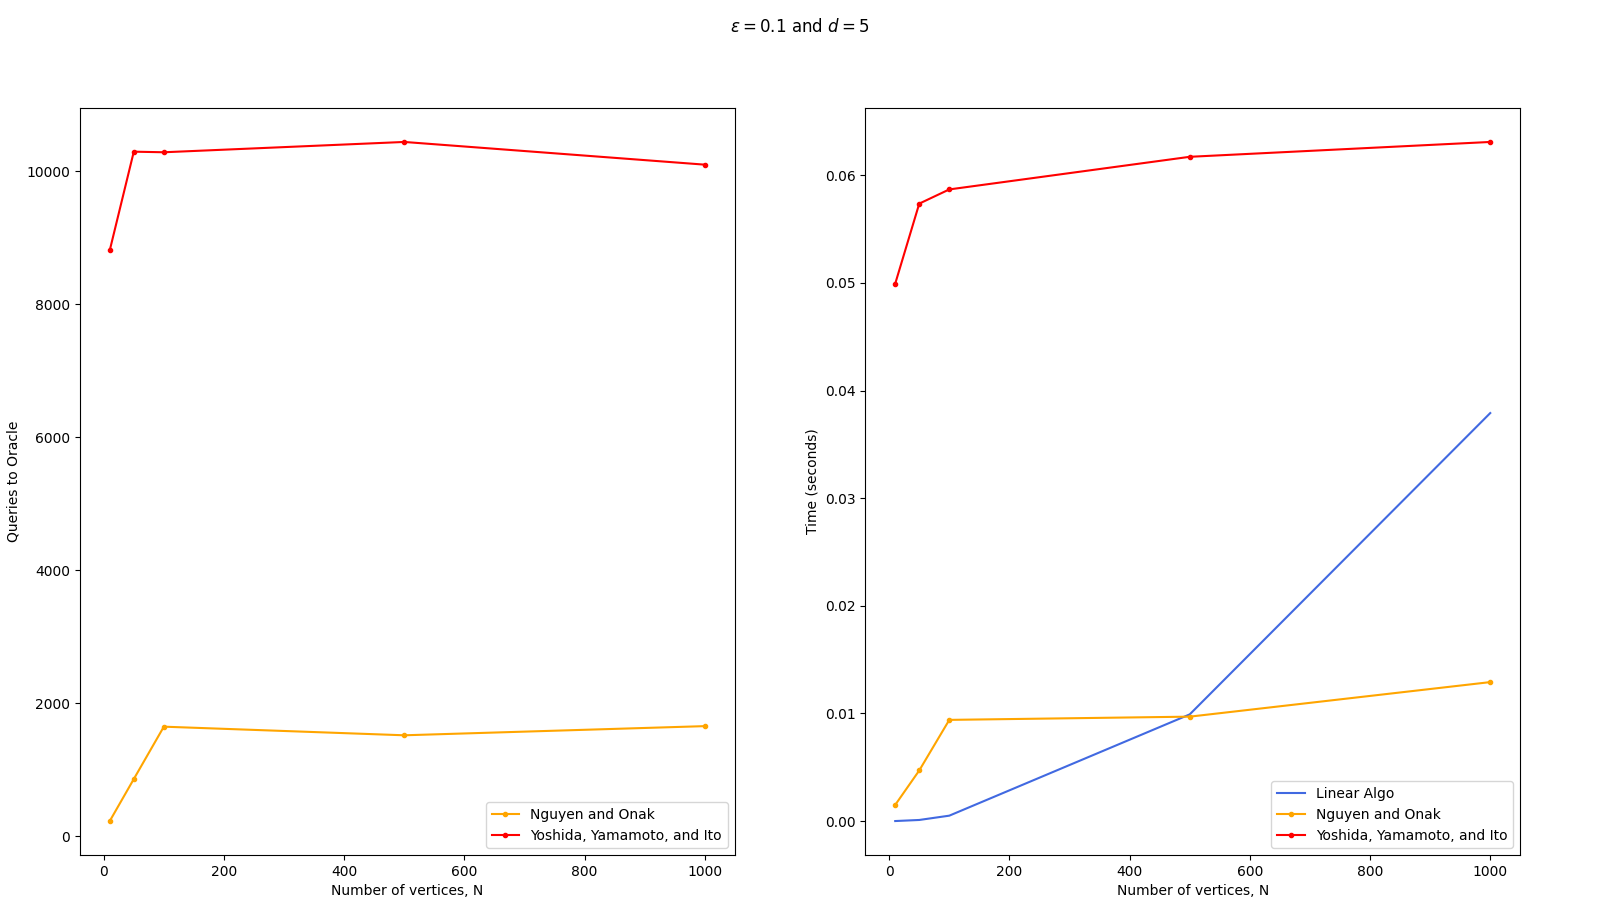 ε = 0.1 and d = 5
10000
8000
6000
4000
2000
0
Queries to Oracle
0 200 400 600 800 1000
Number of vertices, N
Nguyen and Onak
Yoshida, Yamamoto, and Ito
0.06
0.05
0.04
0.03
0.02
0.01
0.00
Time (seconds)
0 200 400 600 800 1000
Number of vertices, N
Linear Algo
Nguyen and Onak
Yoshida, Yamamoto, and Ito